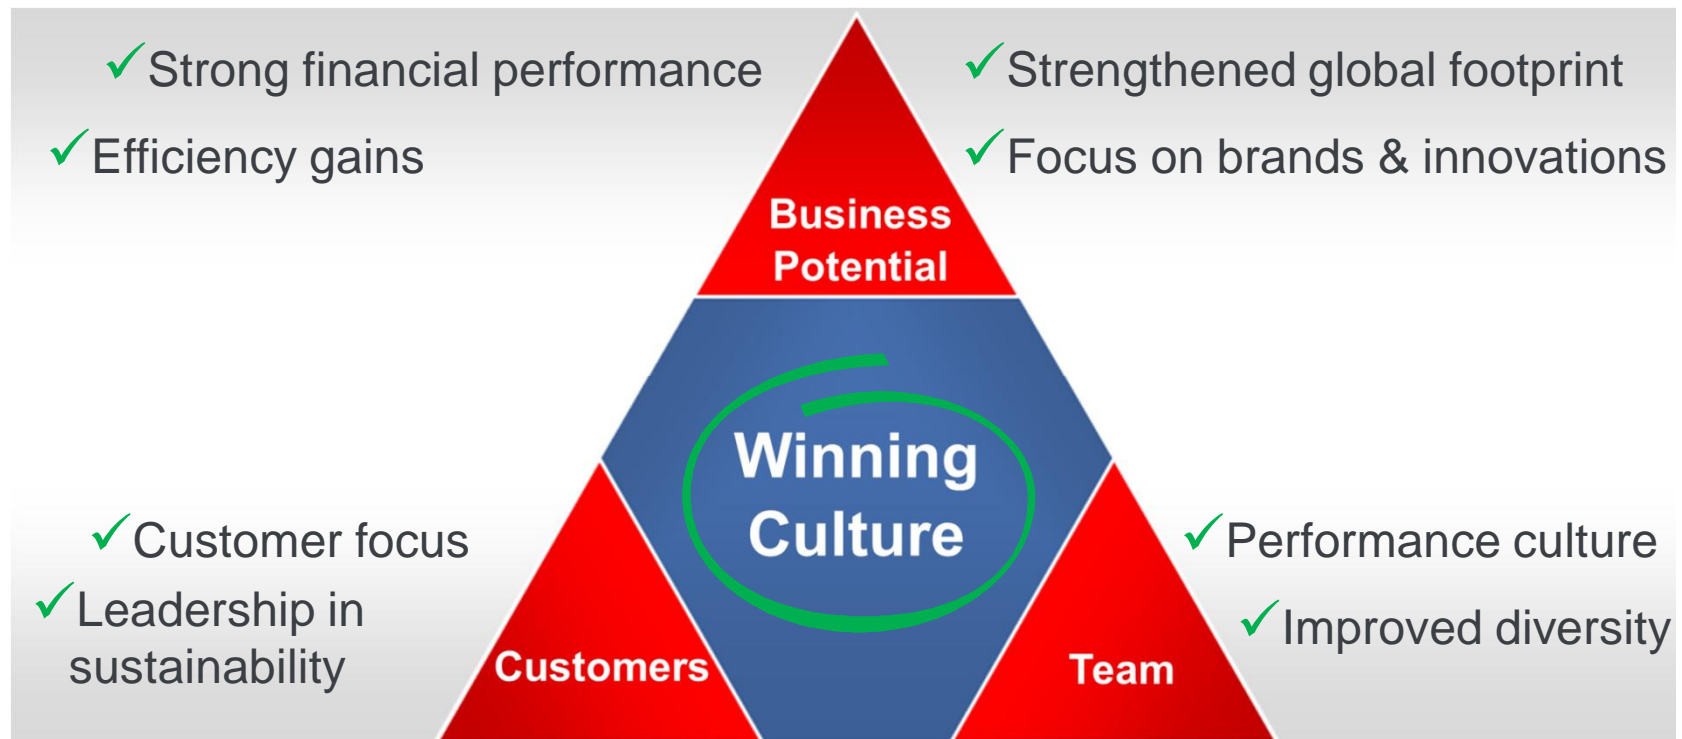 ✓Strong financial performance
✓Strengthened global footprint
✓Efficiency gains
✓Focus on brands & innovations
Business
Potential
Winning
Culture
✓Customer focus
✓Leadership in
sustainability
✓Performance culture
✓Improved diversity
Customers
Team